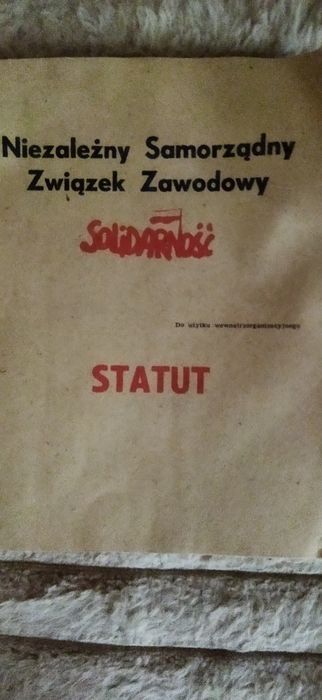 Niezależny Samorządny
Związek Zawodowy
SOLIDARNOŚĆ
Do użytku wewnątrzorganizacyjnego
STATUT